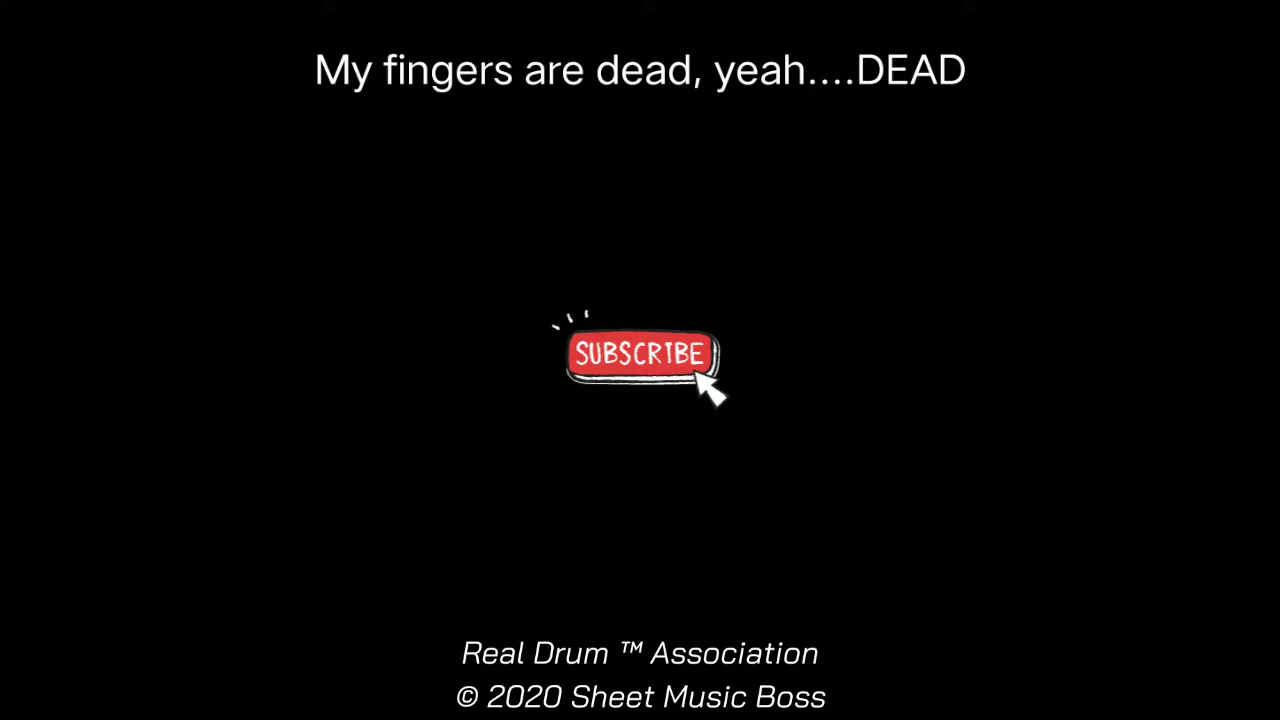 My fingers are dead, yeah....DEAD
SUBSCRIBE
Real Drum ™ Association
© 2020 Sheet Music Boss